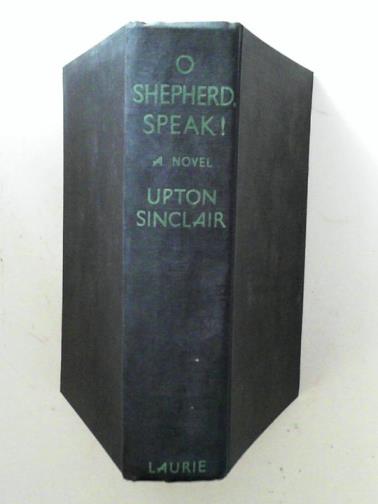 O
SHEPHERD,
SPEAK!
A NOVEL
UPTON
SINCLAIR
LAURIE